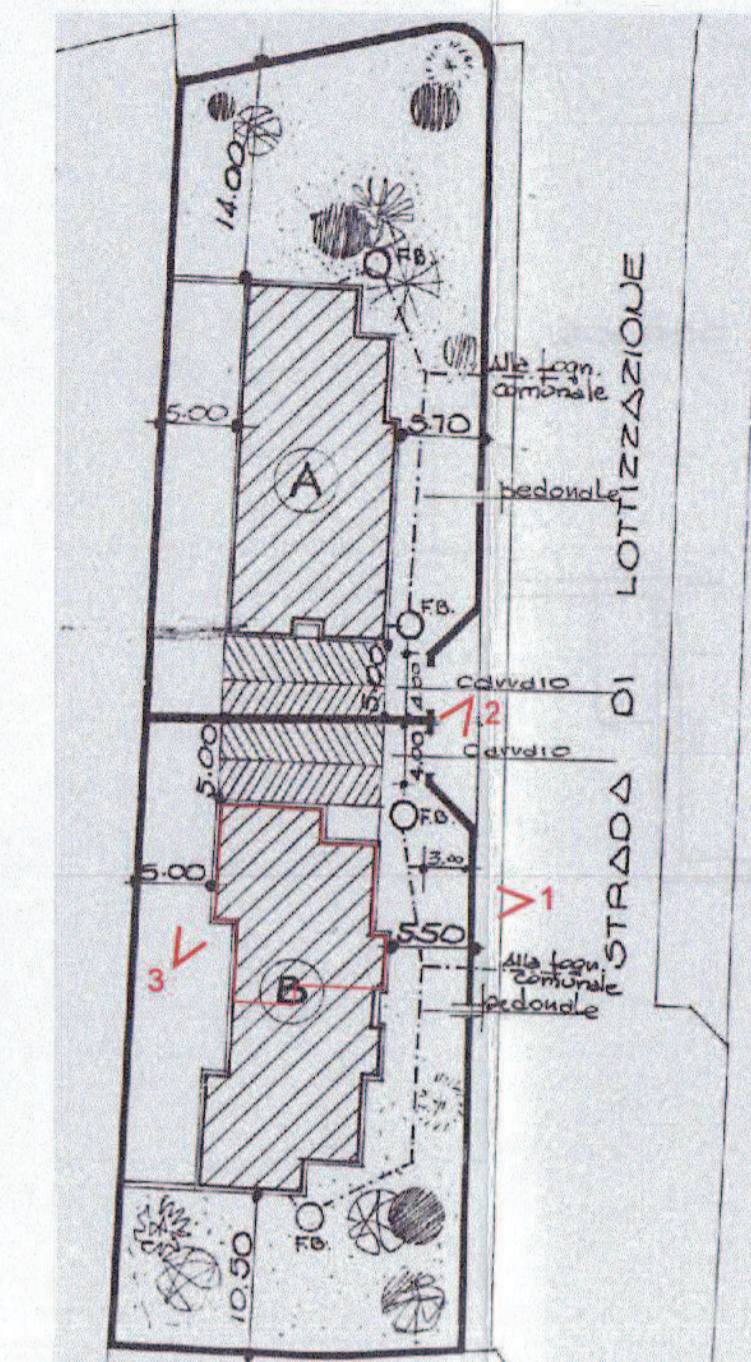 14.00
F.B.
Alla fogn.
comunale
5.00
5.70
A
pedonale
STRADA DI LOTTIZZAZIONE
F.B.
5.00
4.00
carraio
2
5.00
4.00
carraio
F.B.
5.00
3.00
1
5.50
Alla fogn.
comunale
3
B
pedonale
F.B.
10.50